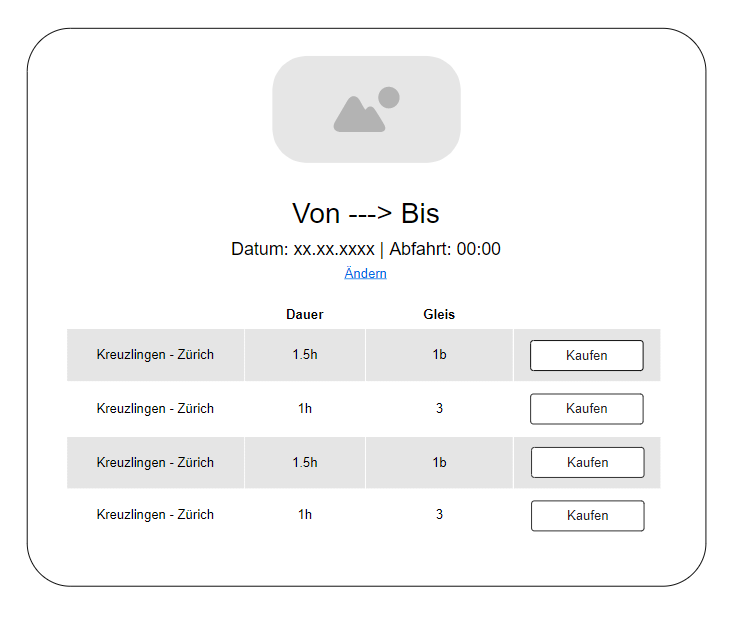 Von ---> Bis
Datum: xx.xx.xxxx | Abfahrt: 00:00
Ändern
Dauer Gleis
Kreuzlingen - Zürich 1.5h 1b Kaufen
Kreuzlingen - Zürich 1h 3 Kaufen
Kreuzlingen - Zürich 1.5h 1b Kaufen
Kreuzlingen - Zürich 1h 3 Kaufen